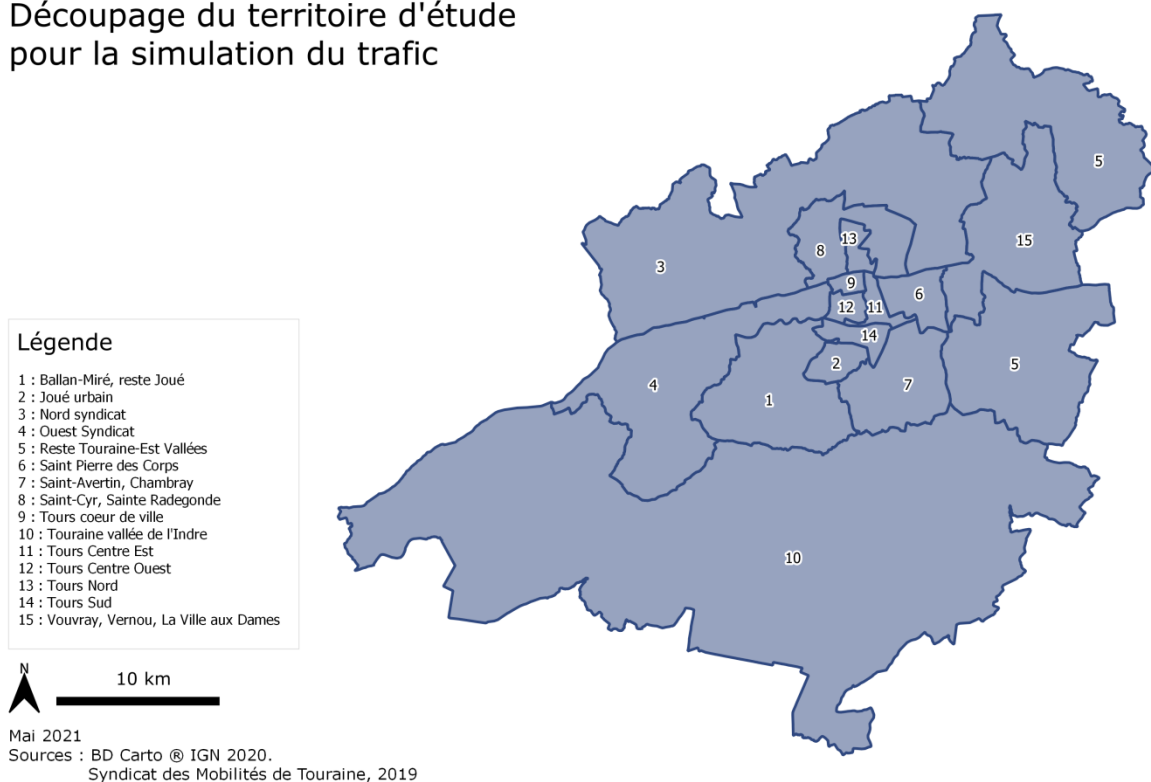 Découpage du territoire d'étude
pour la simulation du trafic
5
15
13
8
3
9
6
12
11
14
2
5
4
7
1
10
Légende
1 : Ballan-Miré, reste Joué
2 : Joué urbain
3 : Nord syndicat
4 : Ouest Syndicat
5 : Reste Touraine-Est Vallées
6 : Saint Pierre des Corps
7 : Saint-Avertin, Chambray
8 : Saint-Cyr, Sainte Radegonde
9 : Tours coeur de ville
10 : Touraine vallée de l'Indre
11 : Tours Centre Est
12 : Tours Centre Ouest
13 : Tours Nord
14 : Tours Sud
15 : Vouvray, Vernou, La Ville aux Dames
N
10 km
Mai 2021
Sources : BD Carto ® IGN 2020.
Syndicat des Mobilités de Touraine, 2019